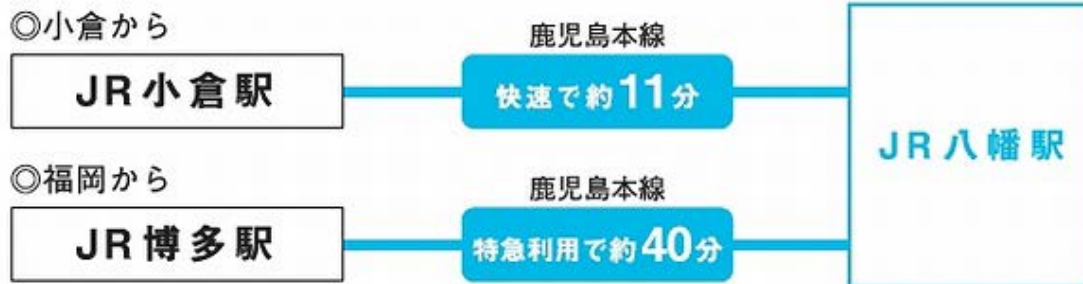 ◎小倉から
鹿児島本線
JR小倉駅
快速で約11分
JR八幡駅
◎福岡から
鹿児島本線
JR博多駅
特急利用で約40分